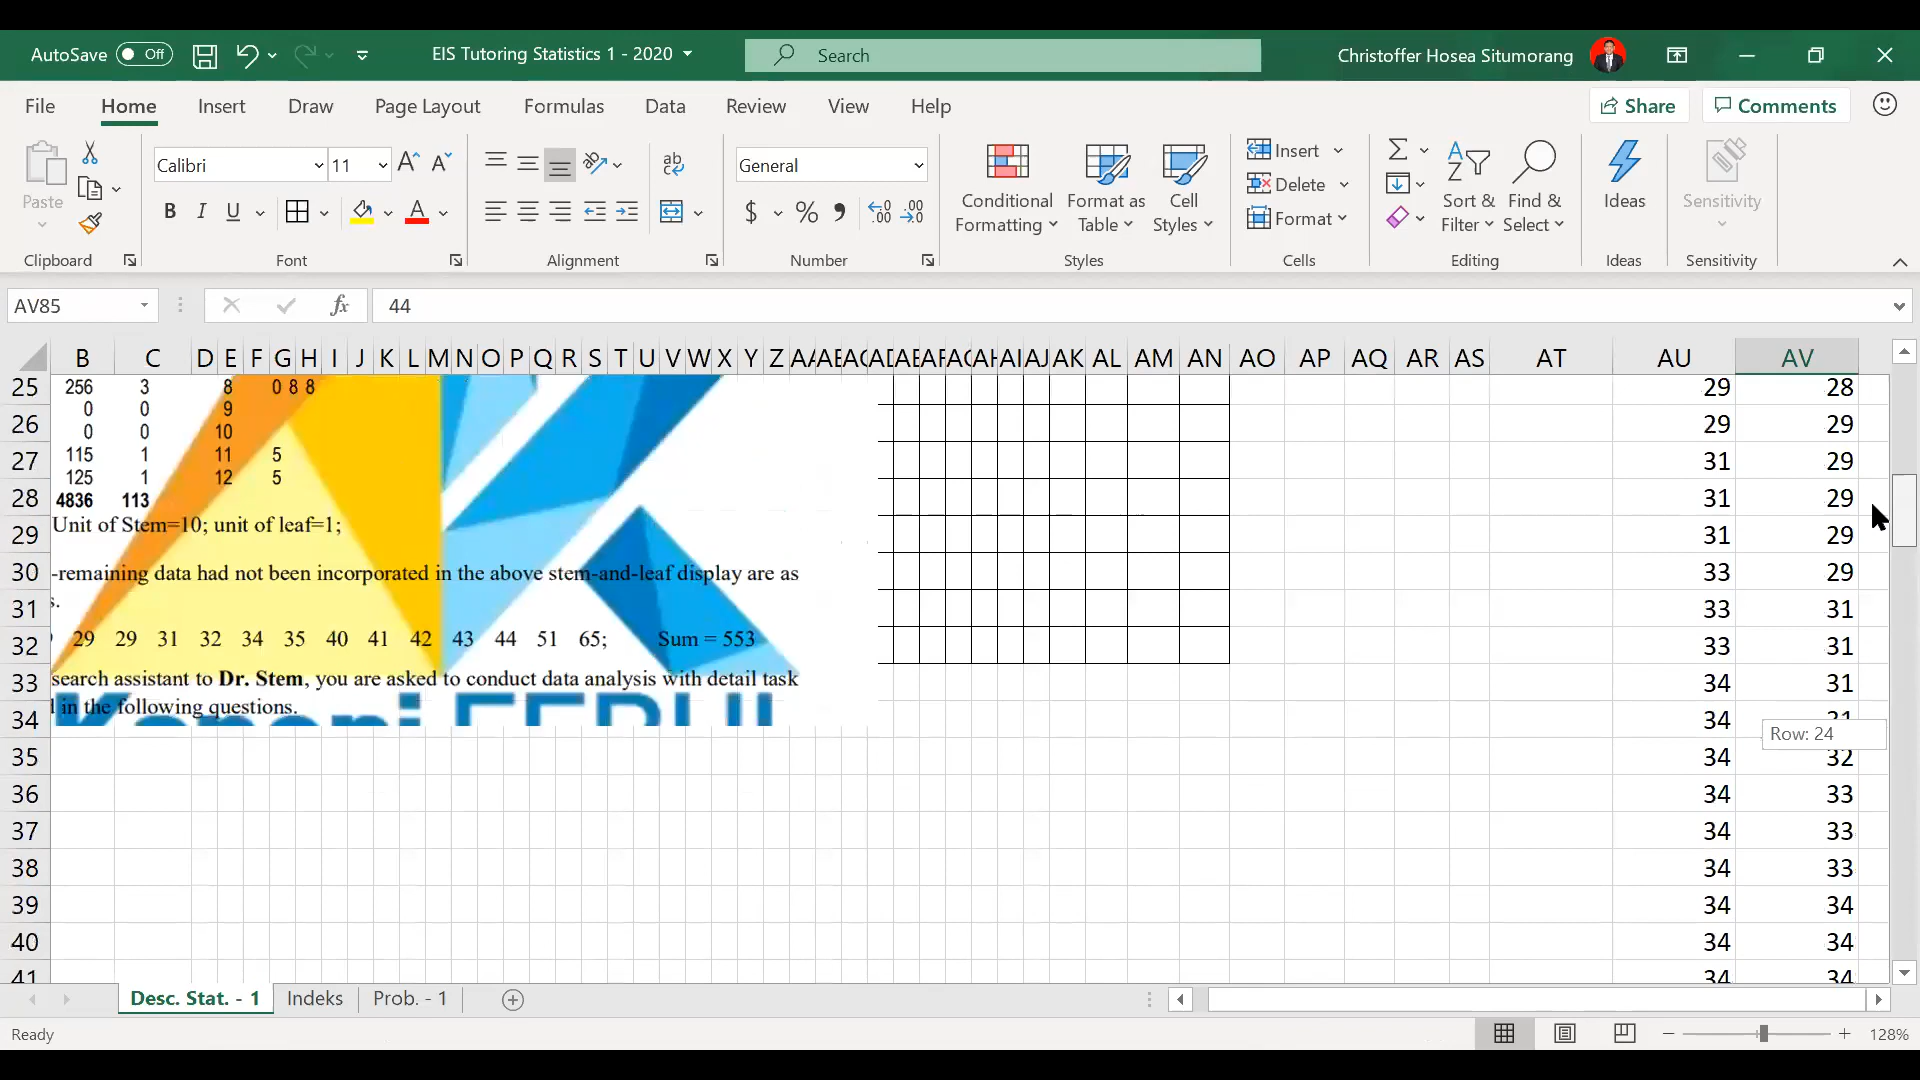 AutoSave Off EIS Tutoring Statistics 1 - 2020 Search Christoffer Hosea Situmorang
File Home Insert Draw Page Layout Formulas Data Review View Help Share Comments
Paste Calibri 11 General Conditional Formatting Format as Table Cell Styles Insert Delete Format Sort & Filter Find & Select Ideas Sensitivity
Clipboard Font Alignment Number Styles Cells Editing Ideas Sensitivity
AV85 fx 44
B C D E F G H I J K L M N O P Q R S T U V W X Y Z AK AL AM AN AO AP AQ AR AS AT AU AV
25 256 3 8 0 8 8 29 28
26 0 0 9 29 29
0 0 10
27 115 1 11 5 31 29
28 125 1 12 5 31 29
4836 113
29 Unit of Stem=10; unit of leaf=1; 31 29
30 -remaining data had not been incorporated in the above stem-and-leaf display are as 33 29
31 s. 33 31
32 29 29 31 32 34 35 40 41 42 43 44 51 65; Sum = 553 33 31
33 search assistant to Dr. Stem, you are asked to conduct data analysis with detail task 34 31
34 in the following questions. 34
Row: 24
35 34 32
36 34 33
37 34 33
38 34 33
39 34 34
40 34 34
41 34 34
Desc. Stat. - 1 Indeks Prob. - 1
Ready 128%